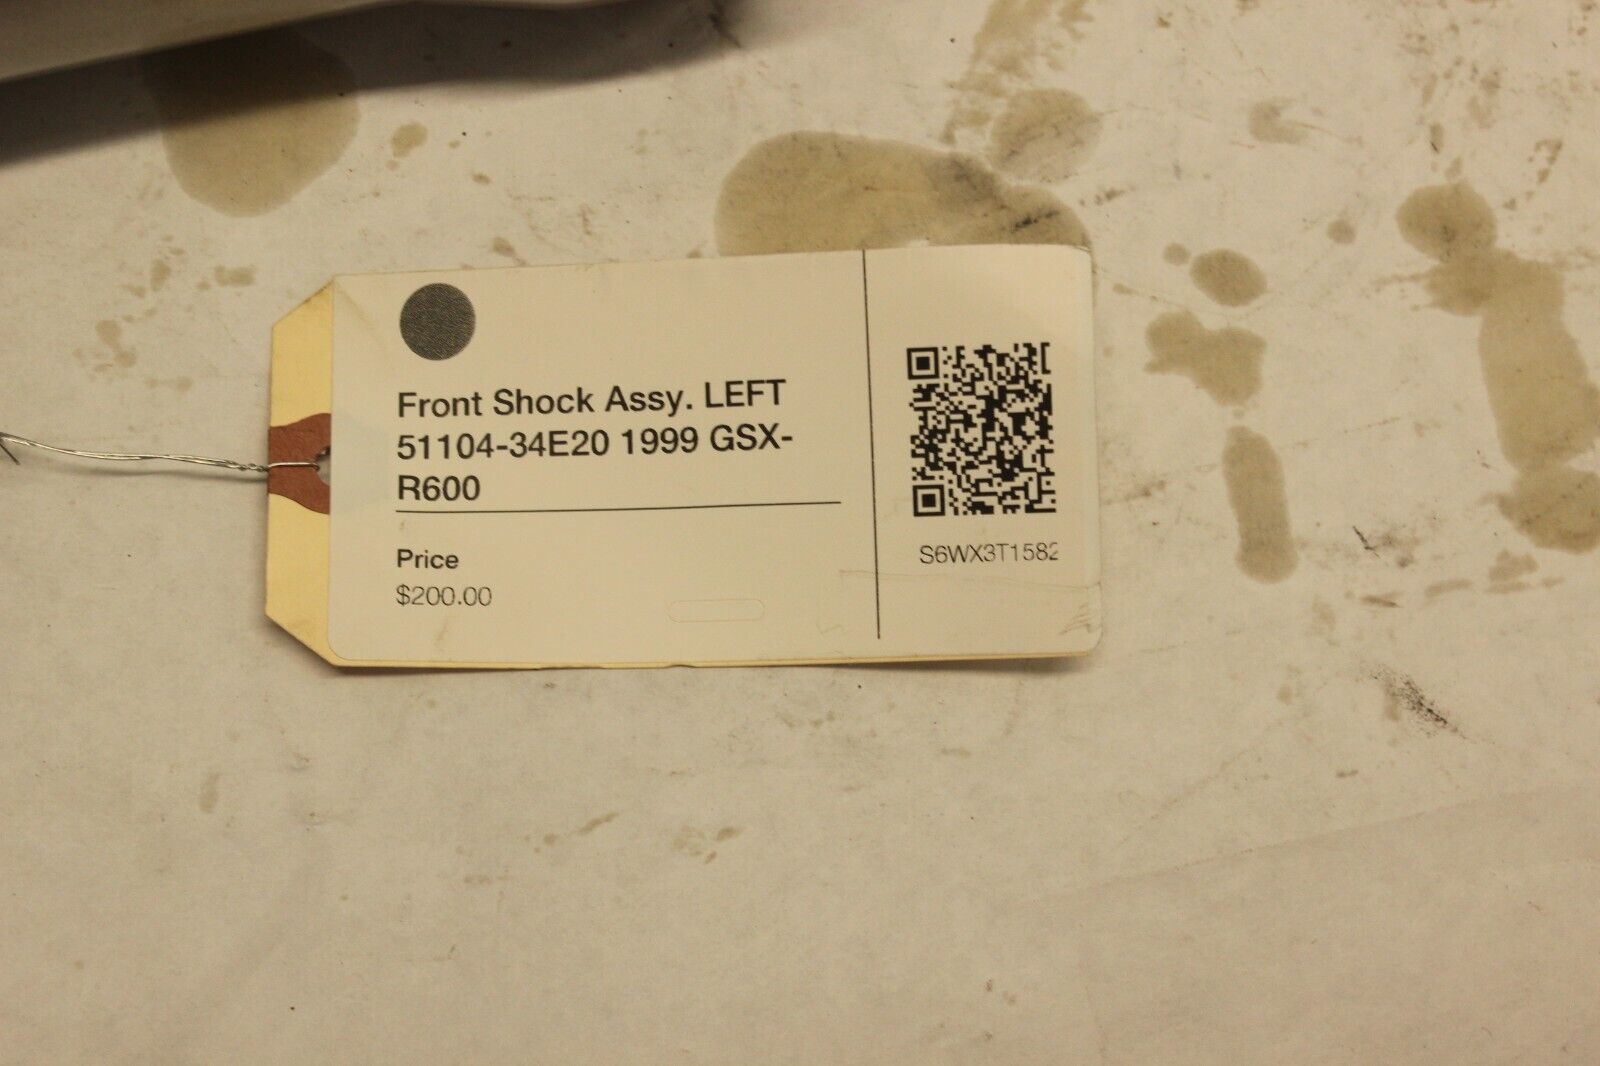 Front Shock Assy. LEFT
51104-34E20 1999 GSX-
R600
Price
$200.00
S6WX3T1582